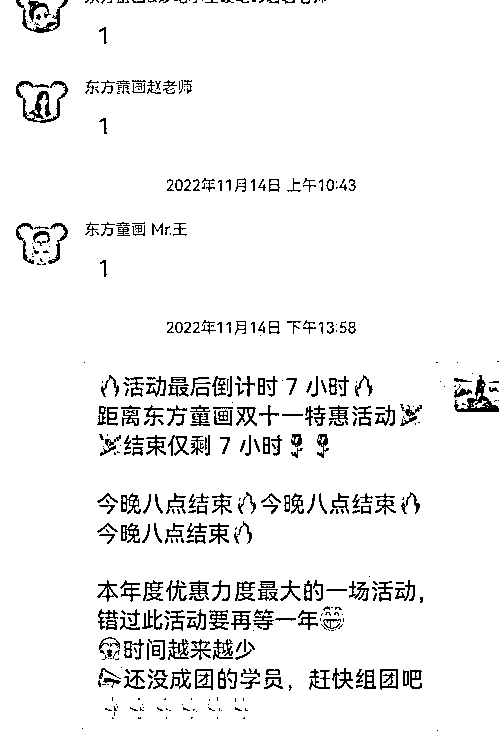 1
东方童画赵老师
1
2022年11月14日 上午10:43
东方童画 Mr.王
1
2022年11月14日 下午13:58
🔥活动最后倒计时 7 小时🔥
距离东方童画双十一特惠活动🎉
🎉结束仅剩 7 小时🌹🌹
今晚八点结束🔥今晚八点结束🔥
今晚八点结束🔥
本年度优惠力度最大的一场活动,
错过此活动要再等一年😁
😱时间越来越少
📣还没成团的学员，赶快组团吧